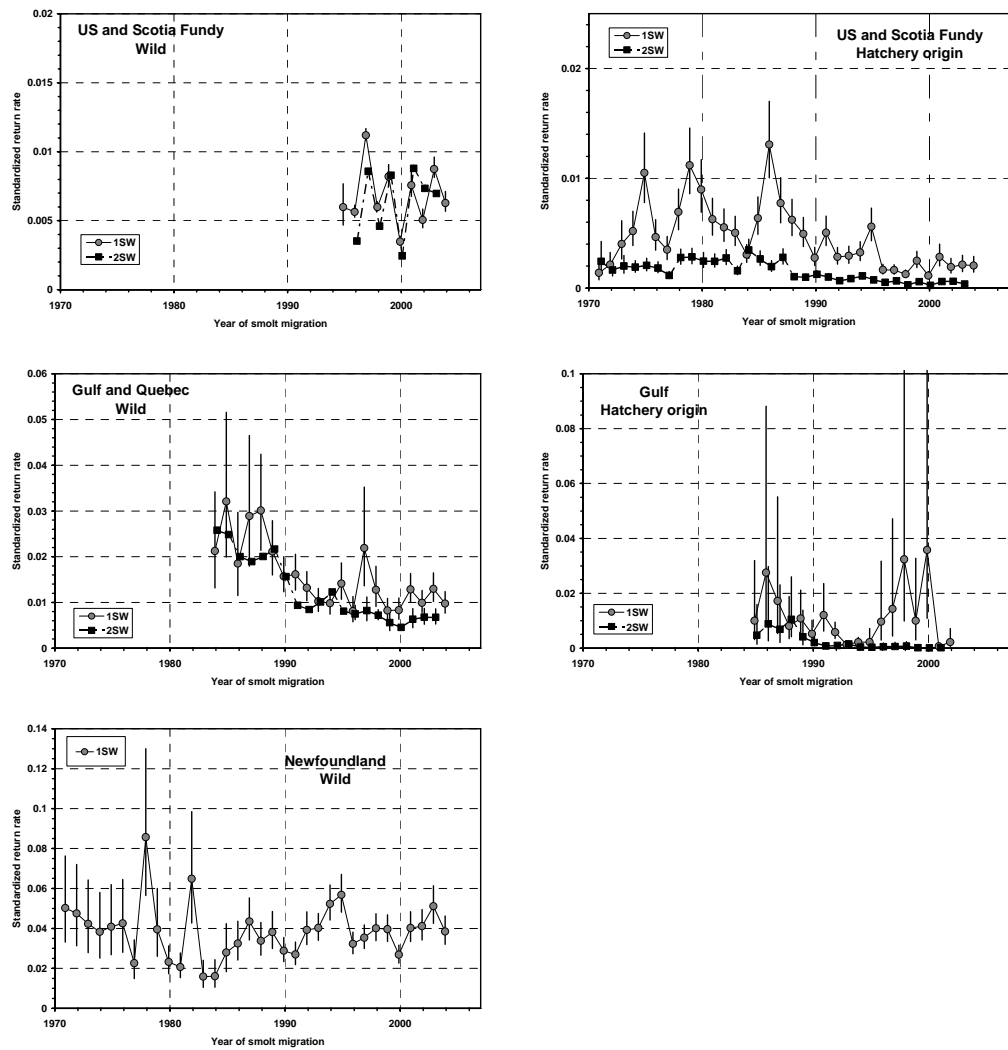 US and Scotia Fundy
Wild
Standardized return rate
0.02
0.015
0.01
0.005
0
1SW
2SW
1970 1980 1990 2000
Year of smolt migration
US and Scotia Fundy
Hatchery origin
Standardized return rate
1SW
2SW
0.02
0.01
0
1970 1980 1990 2000
Year of smolt migration
Gulf and Quebec
Wild
Standardized return rate
0.06
0.05
0.04
0.03
0.02
0.01
0
1SW
2SW
1970 1980 1990 2000
Year of smolt migration
Gulf
Hatchery origin
Standardized return rate
0.1
0.08
0.06
0.04
0.02
0
1SW
2SW
1970 1980 1990 2000
Year of smolt migration
1SW
Newfoundland
Wild
Standardized return rate
0.14
0.12
0.1
0.08
0.06
0.04
0.02
0
1970 1980 1990 2000
Year of smolt migration